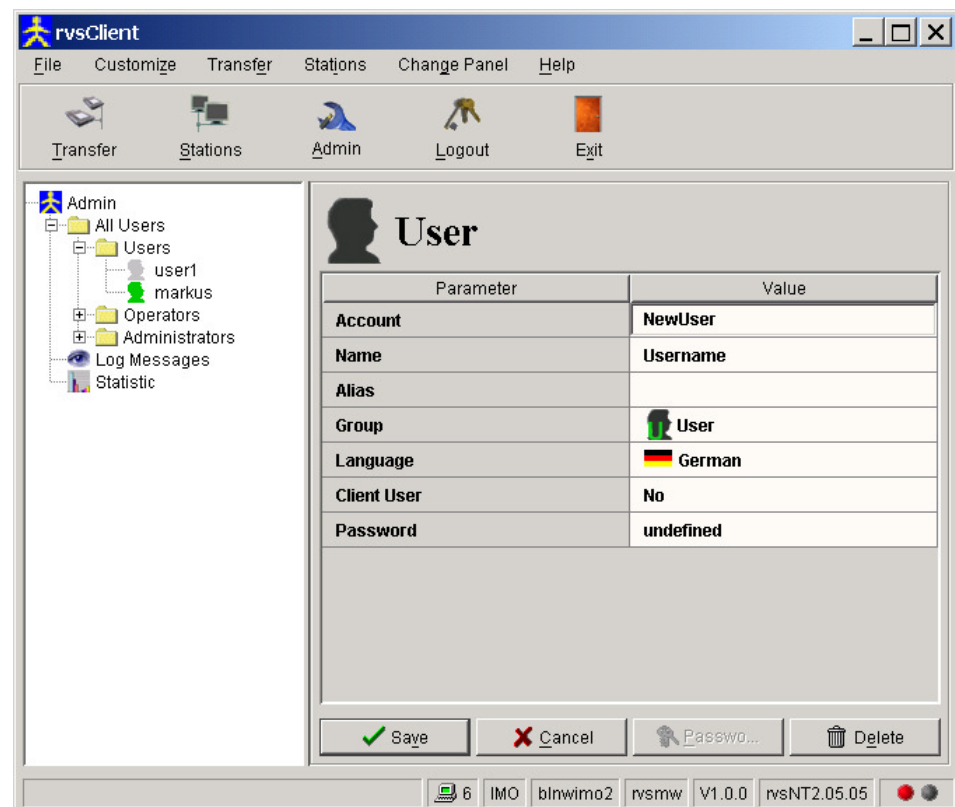 rvsClient
File Customize Transfer Stations Change Panel Help
Transfer Stations Admin Logout Exit
Admin
All Users
Users
user1
markus
Operators
Administrators
Log Messages
Statistic
User
Parameter Value
Account NewUser
Name Username
Alias
Group User
Language German
Client User No
Password undefined
Save Cancel Passwo... Delete
6 IMO blnwimo2 rvsmw V1.0.0 rvsNT2.05.05